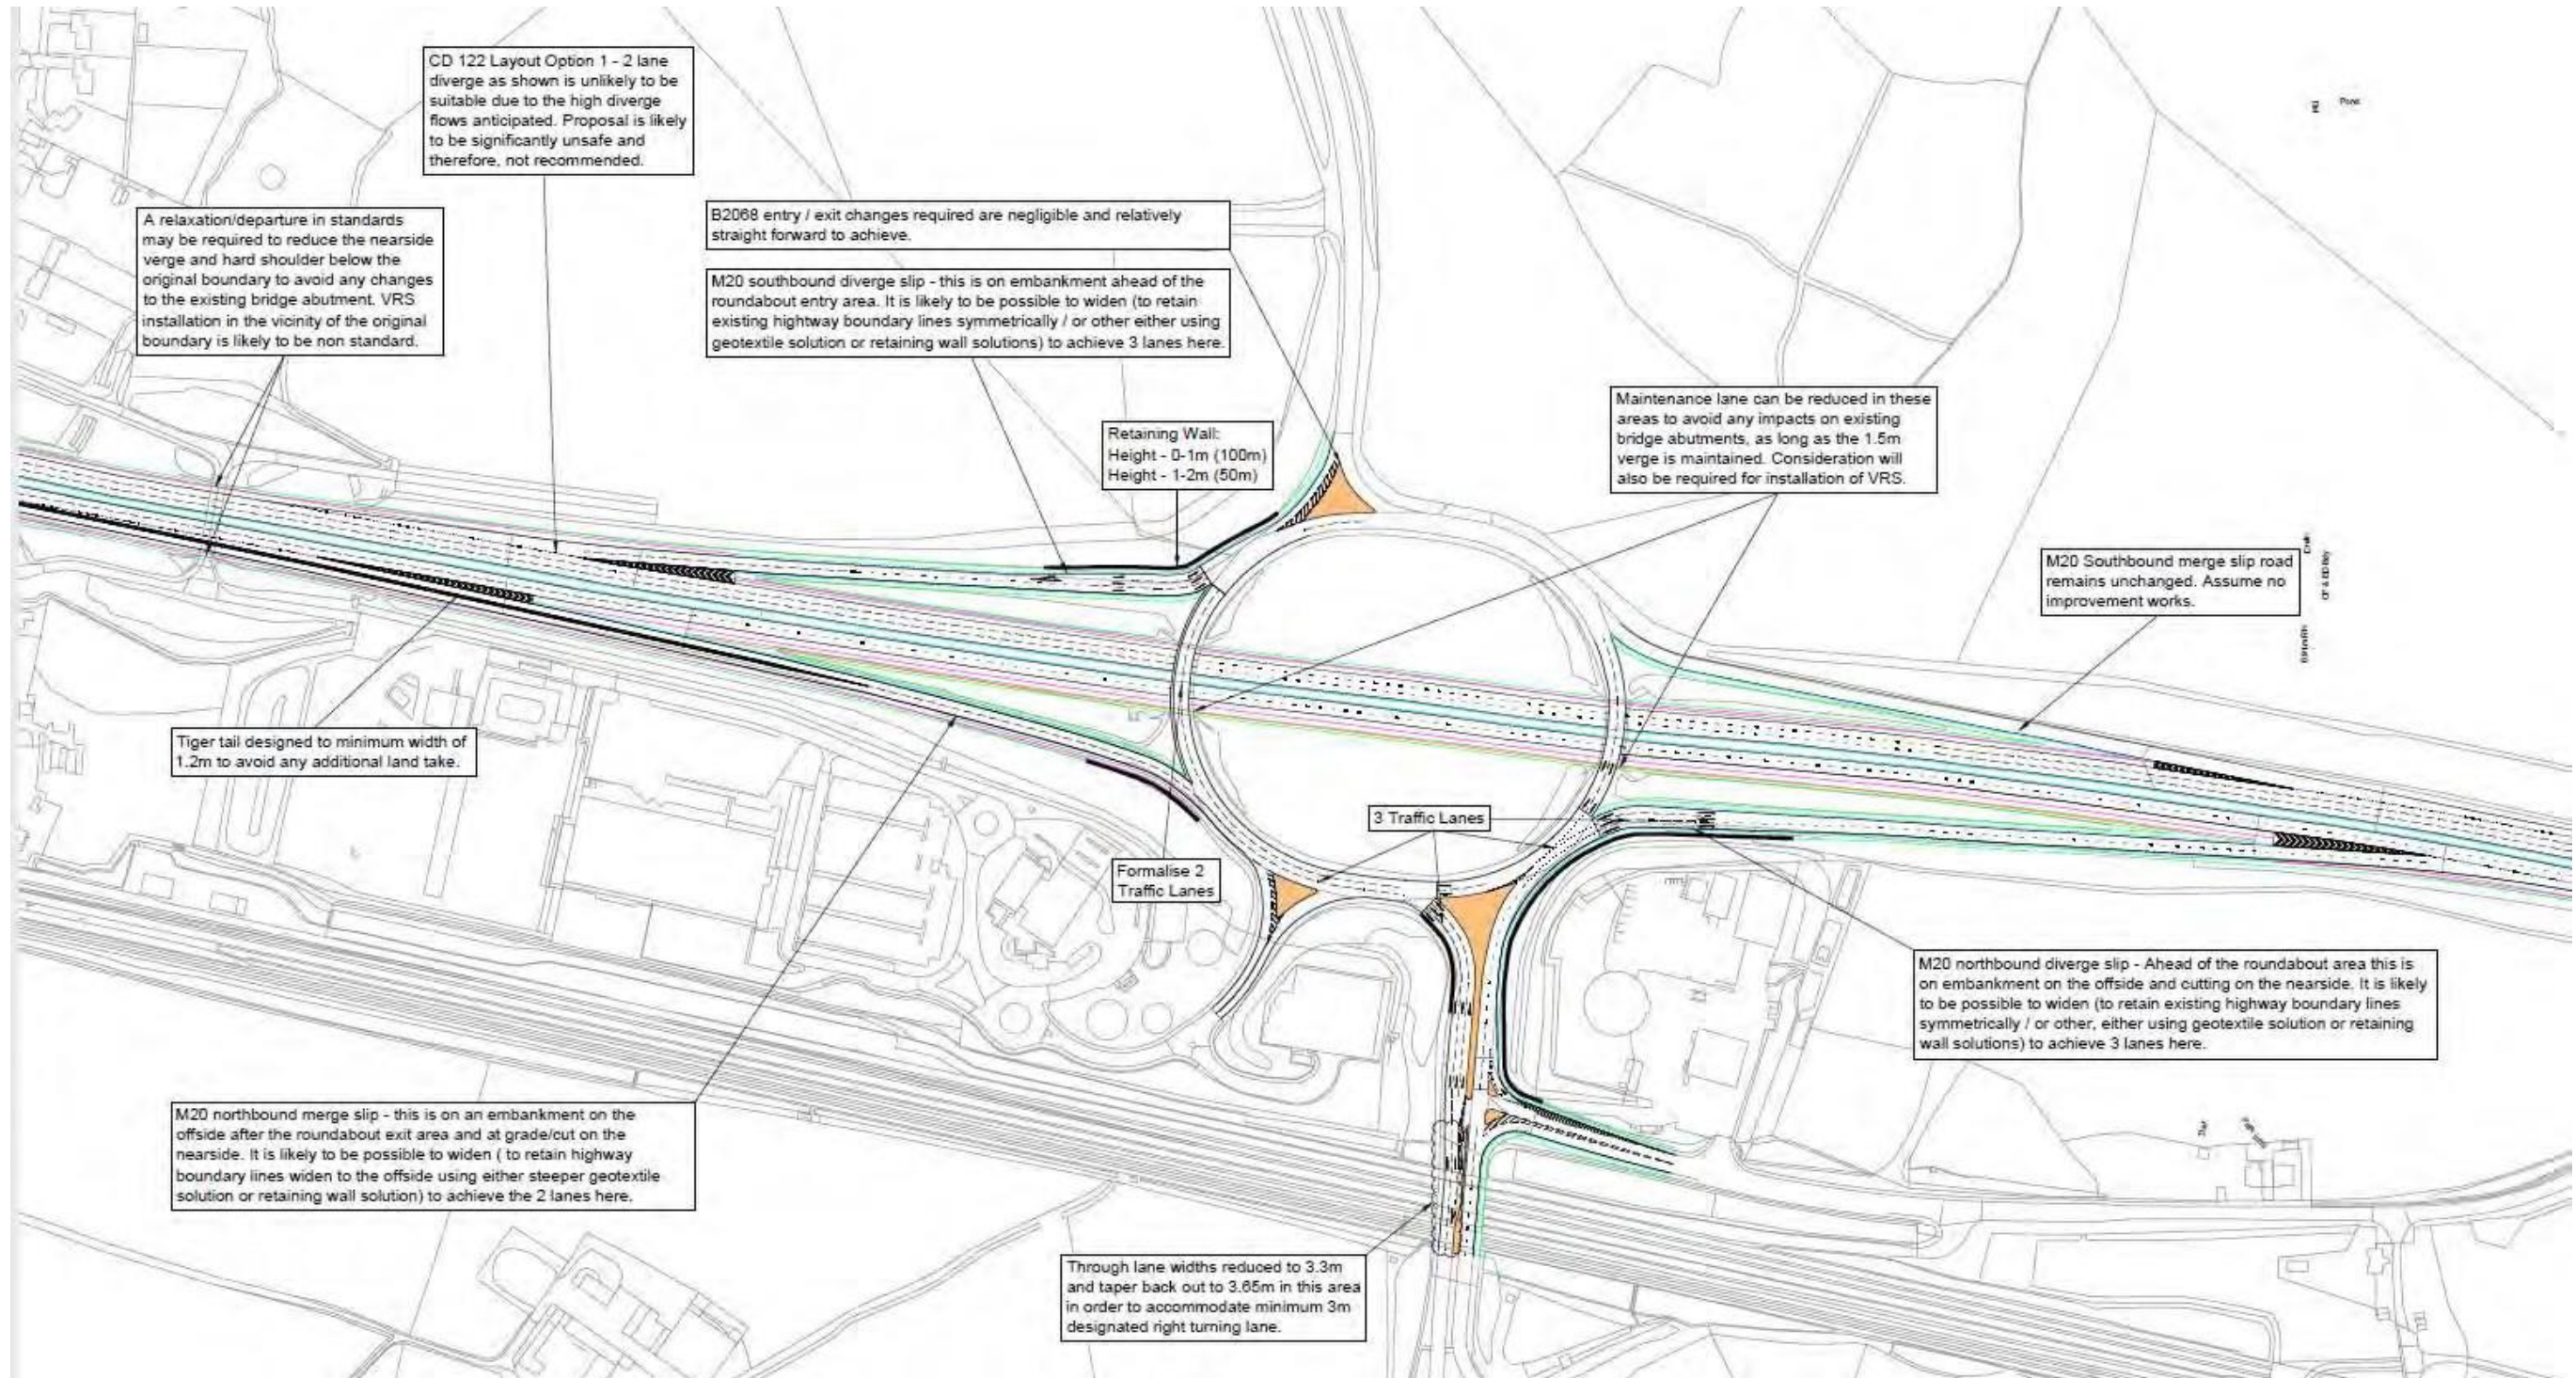 CD 122 Layout Option 1 - 2 lane
diverge as shown is unlikely to be
suitable due to the high diverge
flows anticipated. Proposal is likely
to be significantly unsafe and
therefore, not recommended.
A relaxation/departure in standards
may be required to reduce the nearside
verge and hard shoulder below the
original boundary to avoid any changes
to the existing bridge abutment. VRS
installation in the vicinity of the original
boundary is likely to be non standard.
B2068 entry / exit changes required are negligible and relatively
straight forward to achieve.
M20 southbound diverge slip - this is on embankment ahead of the
roundabout entry area. It is likely to be possible to widen (to retain
existing hightway boundary lines symmetrically / or other either using
geotextile solution or retaining wall solutions) to achieve 3 lanes here.
Retaining Wall:
Height - 0-1m (100m)
Height - 1-2m (50m)
Maintenance lane can be reduced in these
areas to avoid any impacts on existing
bridge abutments, as long as the 1.5m
verge is maintained. Consideration will
also be required for installation of VRS.
M20 Southbound merge slip road
remains unchanged. Assume no
improvement works.
Pond
Tiger tail designed to minimum width of
1.2m to avoid any additional land take.
3 Traffic Lanes
Formalise 2
Traffic Lanes
M20 northbound diverge slip - Ahead of the roundabout area this is
on embankment on the offside and cutting on the nearside. It is likely
to be possible to widen (to retain existing highway boundary lines
symmetrically / or other, either using geotextile solution or retaining
wall solutions) to achieve 3 lanes here.
M20 northbound merge slip - this is on an embankment on the
offside after the roundabout exit area and at grade/cut on the
nearside. It is likely to be possible to widen ( to retain highway
boundary lines widen to the offside using either steeper geotextile
solution or retaining wall solution) to achieve the 2 lanes here.
Through lane widths reduced to 3.3m
and taper back out to 3.65m in this area
in order to accommodate minimum 3m
designated right turning lane.